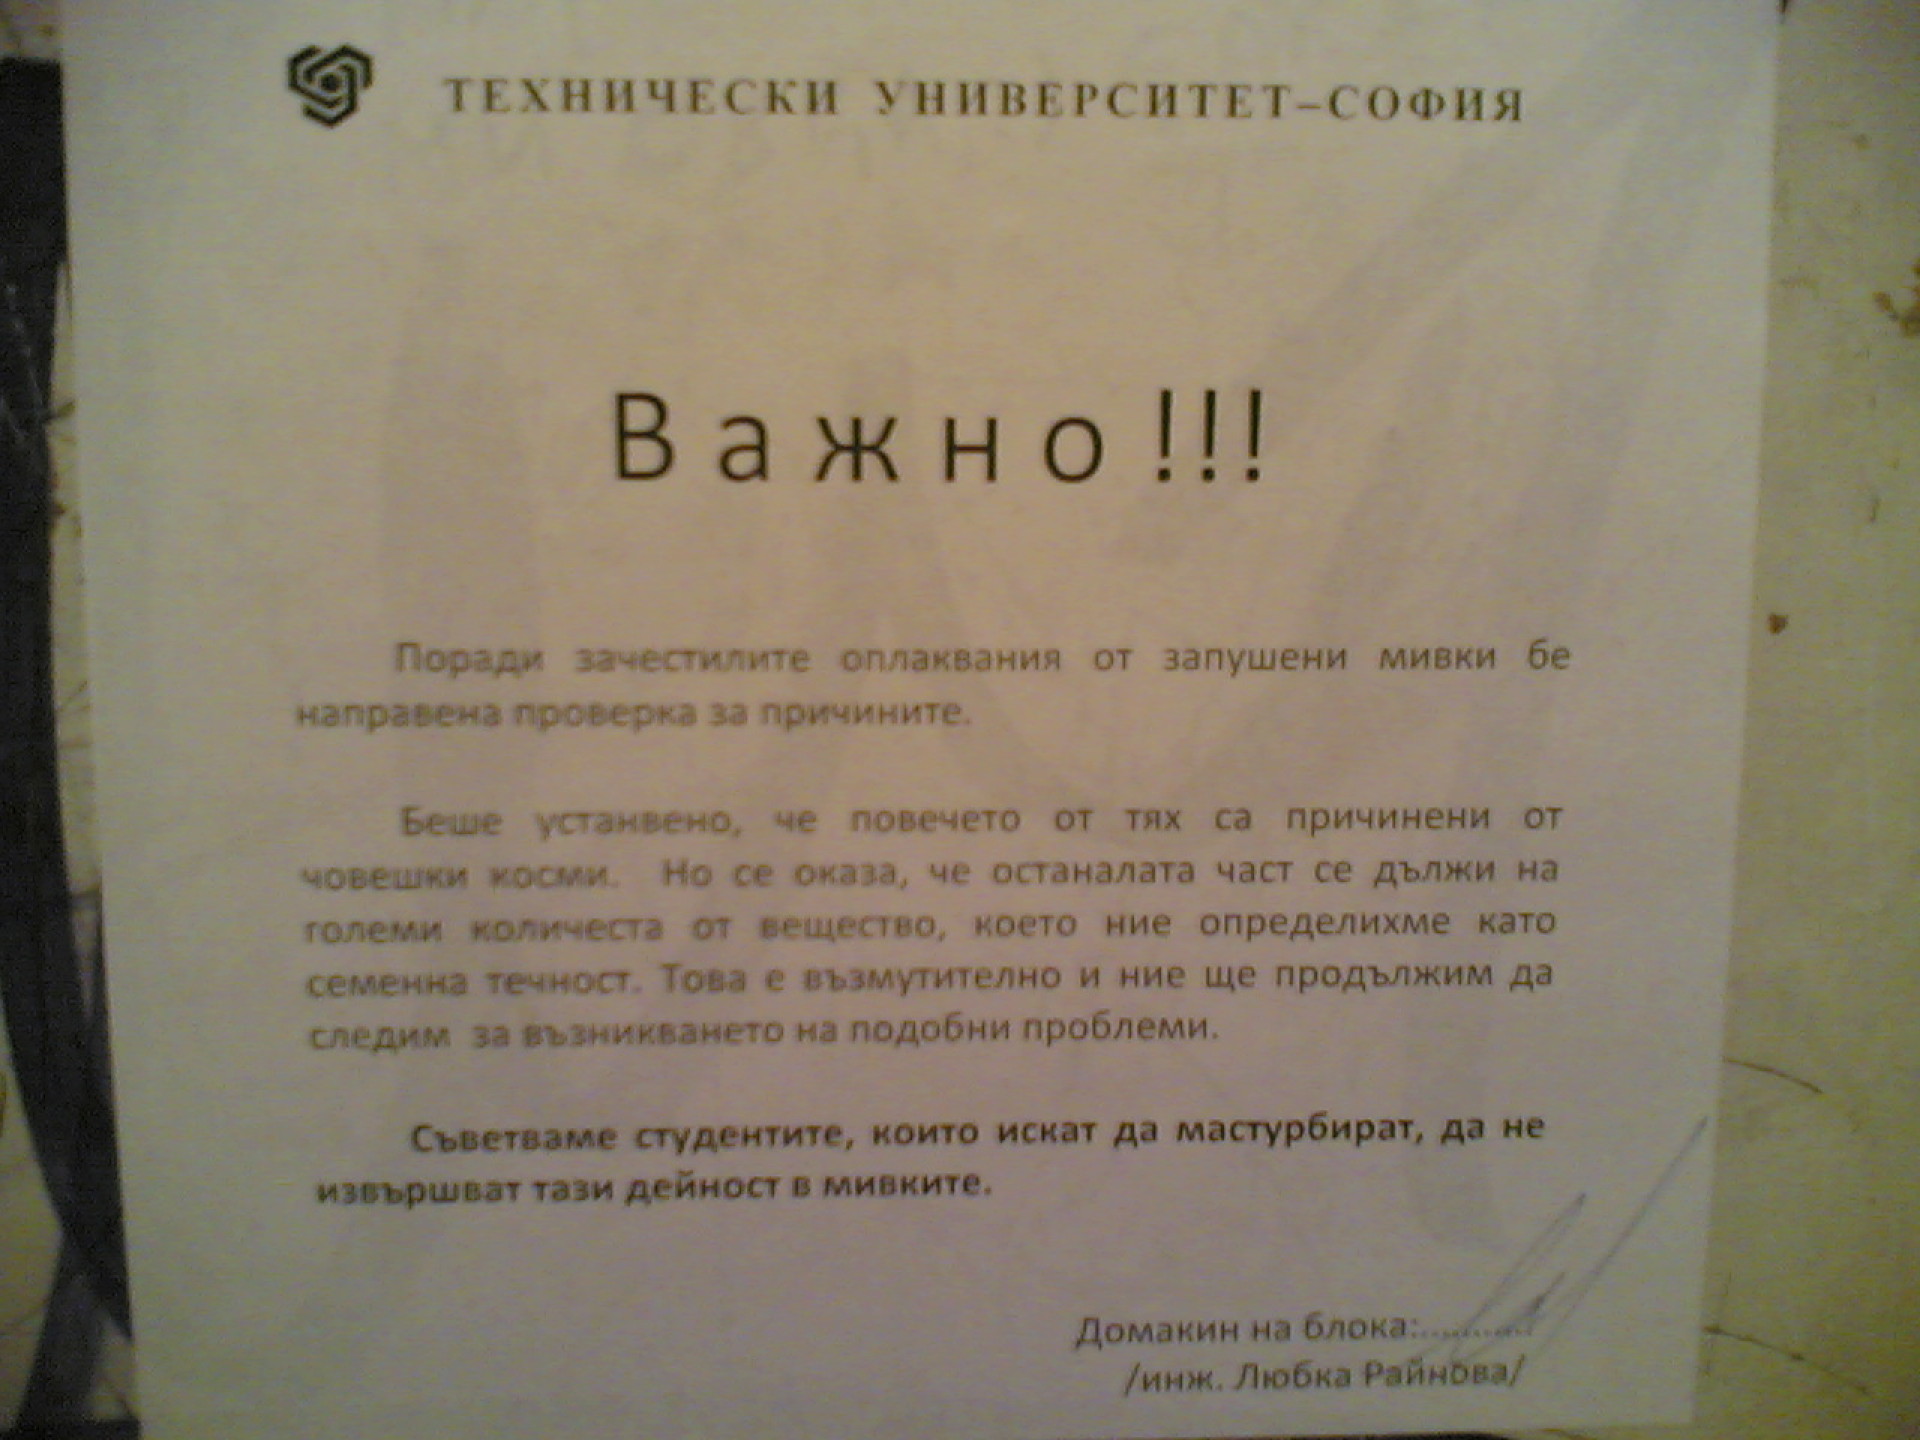 ТЕХНИЧЕСКИ УНИВЕРСИТЕТ–СОФИЯ
Важно!!!
Поради зачестилите оплаквания от запушени мивки бе
направена проверка за причините.
Беше устанвено, че повечето от тях са причинени от
човешки косми. Но се оказа, че останалата част се дължи на
големи количеста от вещество, което ние определихме като
семенна течност. Това е възмутително и ние ще продължим да
следим за възникването на подобни проблеми.
Съветваме студентите, които искат да мастурбират, да не
извършват тази дейност в мивките.
Домакин на блока:............
/инж. Любка Райнова/